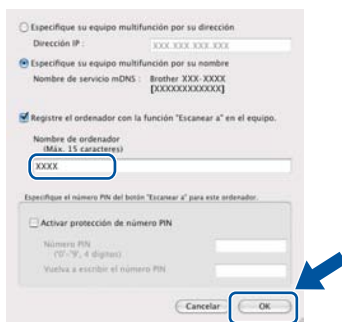 Especifique su equipo multifunción por su dirección
Dirección IP : XXX.XXX.XXX.XXX
Especifique su equipo multifunción por su nombre
Nombre de servicio mDNS : Brother XXX-XXXX
[XXXXXXXXXXXX]
Registre el ordenador con la función "Escanear a" en el equipo.
Nombre de ordenador
(Máx. 15 caracteres)
XXXX
Especifique el número PIN del botón "Escanear a" para este ordenador.
Activar protección de número PIN
Número PIN
('0'-'9', 4 dígitos)
Vuelva a escribir el número PIN
Cancelar OK